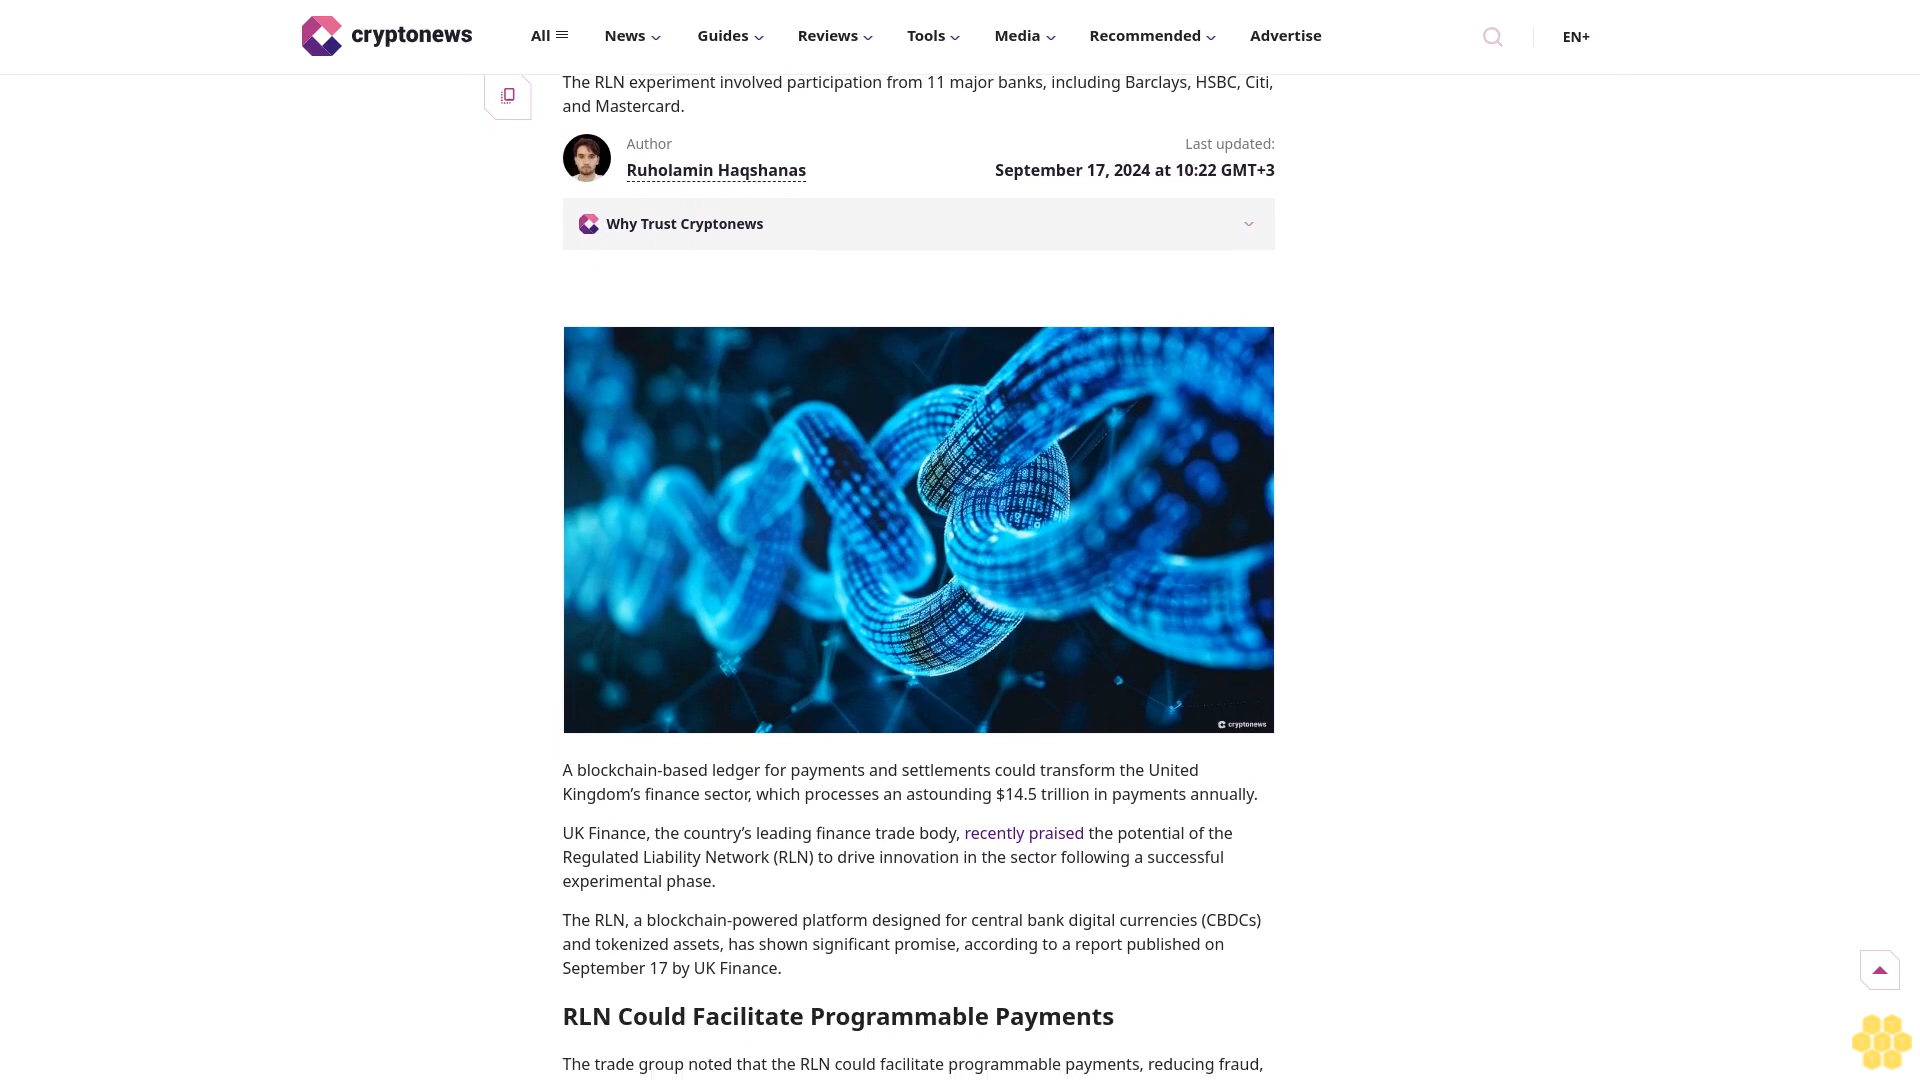 cryptonews
All News Guides Reviews Tools Media Recommended Advertise EN+
The RLN experiment involved participation from 11 major banks, including Barclays, HSBC, Citi,
and Mastercard.
Author
Ruholamin Haqshanas
Last updated:
September 17, 2024 at 10:22 GMT+3
Why Trust Cryptonews
cryptonews
A blockchain-based ledger for payments and settlements could transform the United
Kingdom’s finance sector, which processes an astounding $14.5 trillion in payments annually.
UK Finance, the country’s leading finance trade body, recently praised the potential of the
Regulated Liability Network (RLN) to drive innovation in the sector following a successful
experimental phase.
The RLN, a blockchain-powered platform designed for central bank digital currencies (CBDCs)
and tokenized assets, has shown significant promise, according to a report published on
September 17 by UK Finance.
RLN Could Facilitate Programmable Payments
The trade group noted that the RLN could facilitate programmable payments, reducing fraud,